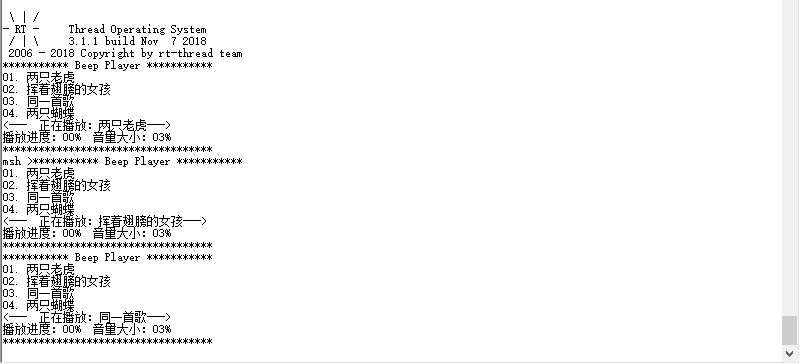 \ | /
- RT -     Thread Operating System
 / | \     3.1.1 build Nov  7 2018
 2006 - 2018 Copyright by rt-thread team
*********** Beep Player ***********
01. 两只老虎
02. 挥着翅膀的女孩
03. 同一首歌
04. 两只蝴蝶
<---  正在播放：两只老虎--->
播放进度：00%  音量大小：03%
***********************************
msh >*********** Beep Player ***********
01. 两只老虎
02. 挥着翅膀的女孩
03. 同一首歌
04. 两只蝴蝶
<---  正在播放：挥着翅膀的女孩--->
播放进度：00%  音量大小：03%
***********************************
*********** Beep Player ***********
01. 两只老虎
02. 挥着翅膀的女孩
03. 同一首歌
04. 两只蝴蝶
<---  正在播放：同一首歌--->
播放进度：00%  音量大小：03%
***********************************